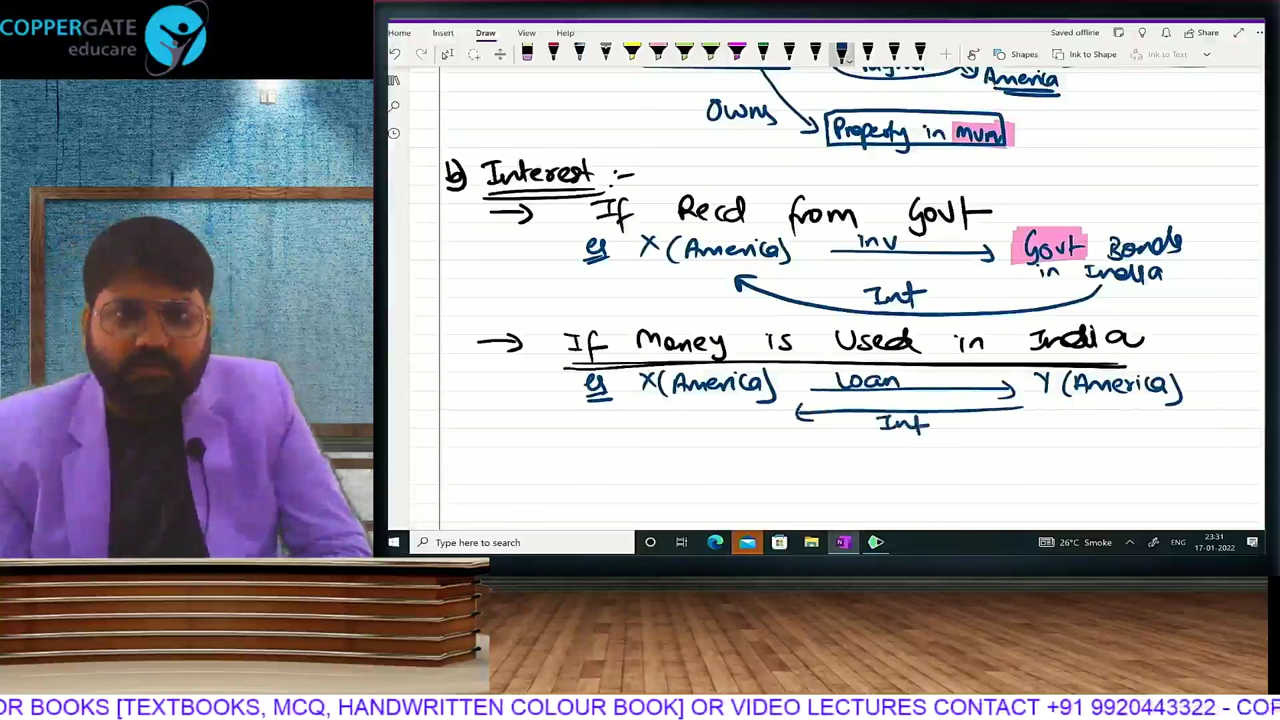 COPPERGATE
educare
Home Insert Draw View Help
Saved offline
Share
Shapes
Ink to Shape
Ink to Text
America
Owns
Property in Mum
b) Interest :-
→ If Recd from Govt
eg X (America) inv → Govt Bonds
in India
Int
→ If Money is Used in India
eg X (America) Loan → Y (America)
Int
Type here to search
26°C Smoke
ENG
23:31
17-01-2022
OR BOOKS [TEXTBOOKS, MCQ, HANDWRITTEN COLOUR BOOK] OR VIDEO LECTURES CONTACT +91 9920443322 - COP